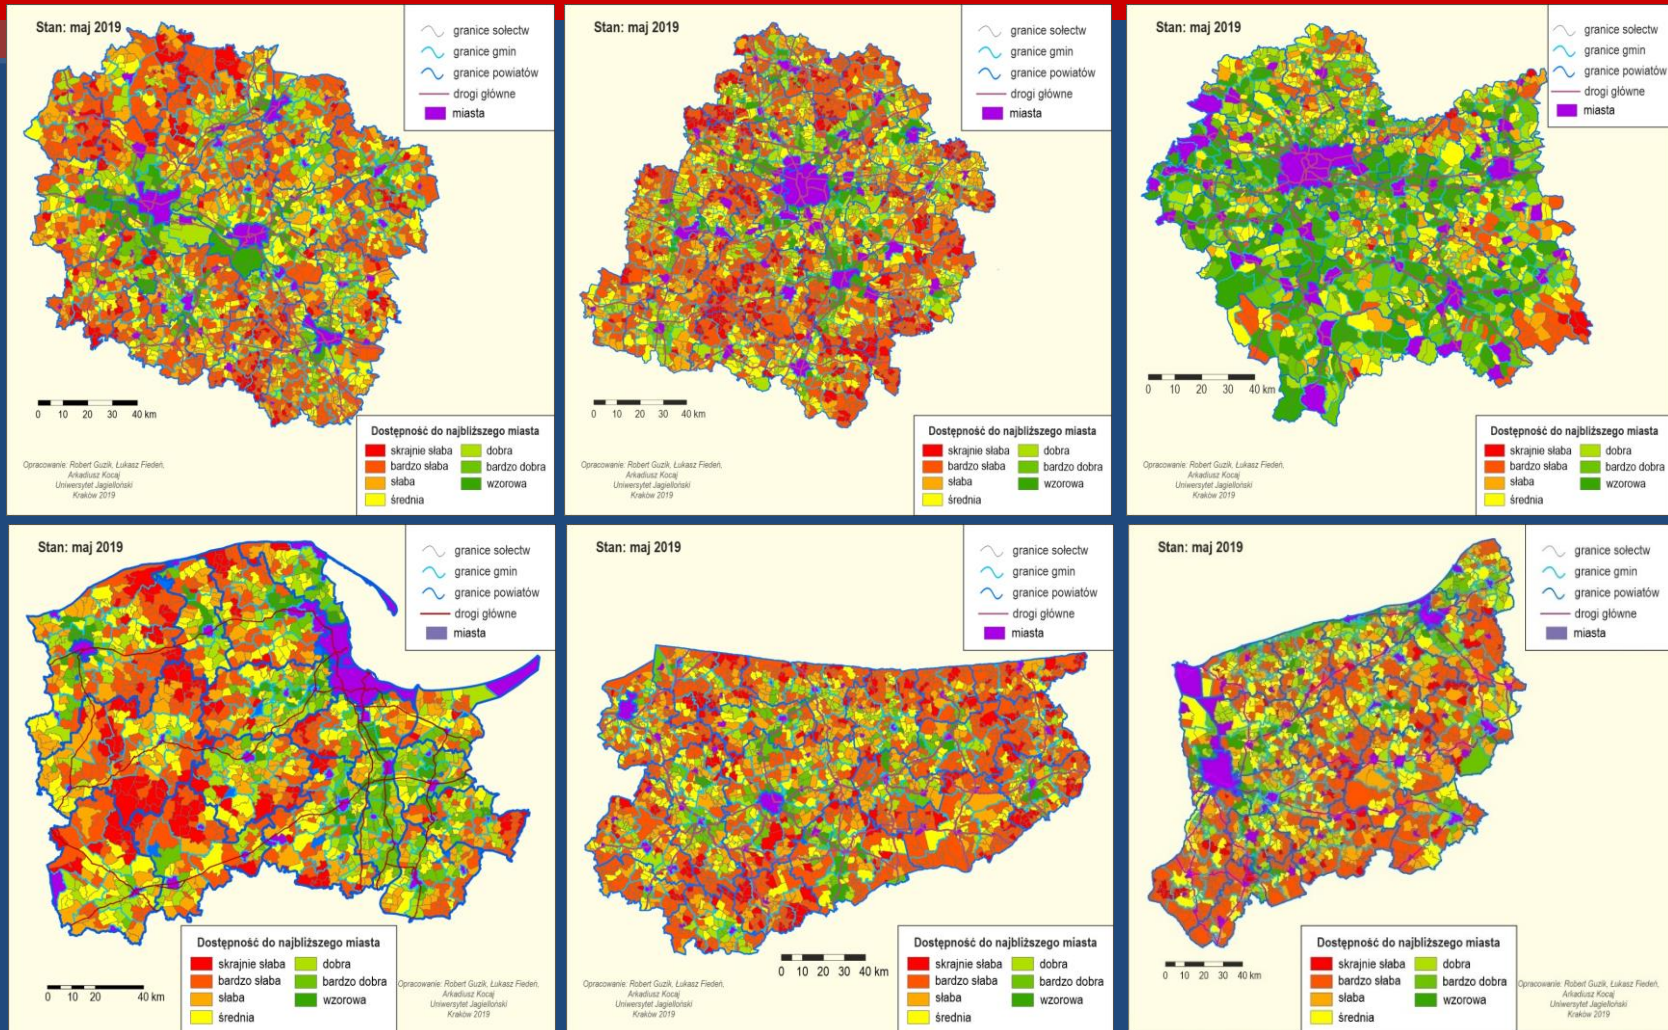 Stan: maj 2019
granice sołectw
granice gmin
granice powiatów
drogi główne
miasta
0 10 20 30 40 km
Dostępność do najbliższego miasta
skrajnie słaba
bardzo słaba
słaba
średnia
dobra
bardzo dobra
wzorowa
Opracowanie: Robert Guzik, Łukasz Fiedeń,
Arkadiusz Kocaj
Uniwersytet Jagielloński
Kraków 2019
Stan: maj 2019
granice sołectw
granice gmin
granice powiatów
drogi główne
miasta
0 10 20 30 40 km
Dostępność do najbliższego miasta
skrajnie słaba
bardzo słaba
słaba
średnia
dobra
bardzo dobra
wzorowa
Opracowanie: Robert Guzik, Łukasz Fiedeń,
Arkadiusz Kocaj
Uniwersytet Jagielloński
Kraków 2019
Stan: maj 2019
granice sołectw
granice gmin
granice powiatów
drogi główne
miasta
0 10 20 30 40 km
Dostępność do najbliższego miasta
skrajnie słaba
bardzo słaba
słaba
średnia
dobra
bardzo dobra
wzorowa
Opracowanie: Robert Guzik, Łukasz Fiedeń,
Arkadiusz Kocaj
Uniwersytet Jagielloński
Kraków 2019
Stan: maj 2019
granice sołectw
granice gmin
granice powiatów
drogi główne
miasta
0 10 20 40 km
Dostępność do najbliższego miasta
skrajnie słaba
bardzo słaba
słaba
średnia
dobra
bardzo dobra
wzorowa
Opracowanie: Robert Guzik, Łukasz Fiedeń,
Arkadiusz Kocaj
Uniwersytet Jagielloński
Kraków 2019
Stan: maj 2019
granice sołectw
granice gmin
granice powiatów
drogi główne
miasta
0 10 20 30 40 km
Dostępność do najbliższego miasta
skrajnie słaba
bardzo słaba
słaba
średnia
dobra
bardzo dobra
wzorowa
Opracowanie: Robert Guzik, Łukasz Fiedeń,
Arkadiusz Kocaj
Uniwersytet Jagielloński
Kraków 2019
Stan: maj 2019
granice sołectw
granice gmin
granice powiatów
drogi główne
miasta
0 10 20 30 40 km
Dostępność do najbliższego miasta
skrajnie słaba
bardzo słaba
słaba
średnia
dobra
bardzo dobra
wzorowa
Opracowanie: Robert Guzik, Łukasz Fiedeń,
Arkadiusz Kocaj
Uniwersytet Jagielloński
Kraków 2019